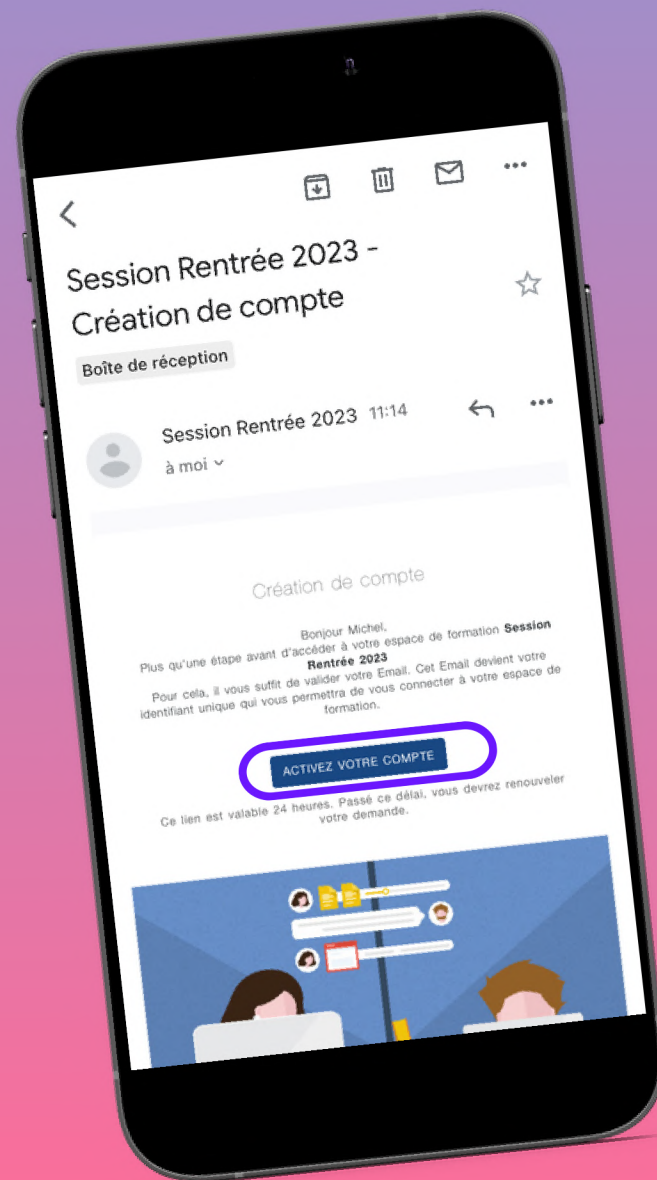 Session Rentrée 2023 -
Création de compte
Boîte de réception
Session Rentrée 2023 11:14
à moi
Création de compte
Bonjour Michel,
Plus qu'une étape avant d'accéder à votre espace de formation Session
Rentrée 2023
Pour cela, il vous suffit de valider votre Email. Cet Email devient votre
identifiant unique qui vous permettra de vous connecter à votre espace de
formation.
ACTIVEZ VOTRE COMPTE
Ce lien est valable 24 heures. Passé ce délai, vous devrez renouveler
votre demande.